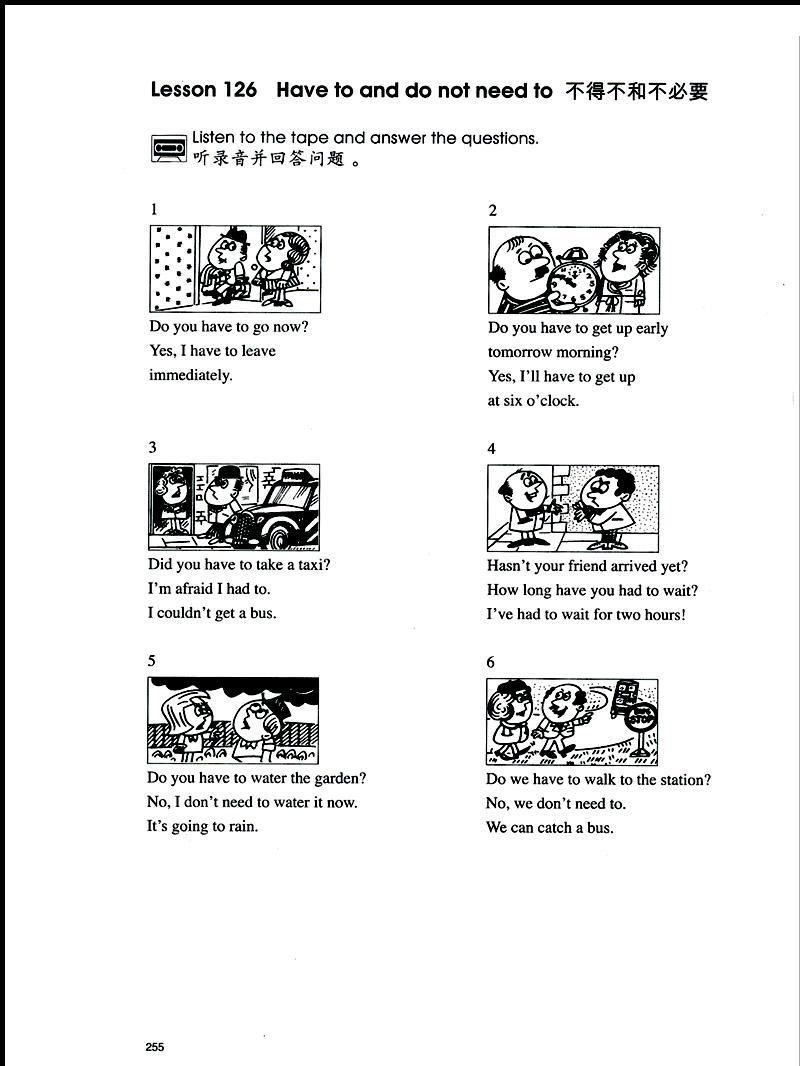 Lesson 126 Have to and do not need to 不得不和不必要
Listen to the tape and answer the questions.
听录音并回答问题。
1
Do you have to go now?
Yes, I have to leave
immediately.
2
Do you have to get up early
tomorrow morning?
Yes, I'll have to get up
at six o'clock.
3
Did you have to take a taxi?
I'm afraid I had to.
I couldn't get a bus.
4
Hasn't your friend arrived yet?
How long have you had to wait?
I've had to wait for two hours!
5
Do you have to water the garden?
No, I don't need to water it now.
It's going to rain.
6
STOP
Do we have to walk to the station?
No, we don't need to.
We can catch a bus.
255